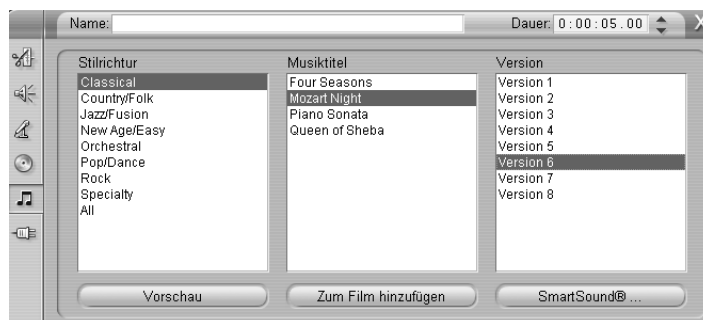 Name:
Dauer: 0:00:05.00
X
Stilrichtur
Classical
Country/Folk
Jazz/Fusion
New Age/Easy
Orchestral
Pop/Dance
Rock
Specialty
All
Musiktitel
Four Seasons
Mozart Night
Piano Sonata
Queen of Sheba
Version
Version 1
Version 2
Version 3
Version 4
Version 5
Version 6
Version 7
Version 8
Vorschau
Zum Film hinzufügen
SmartSound® ...